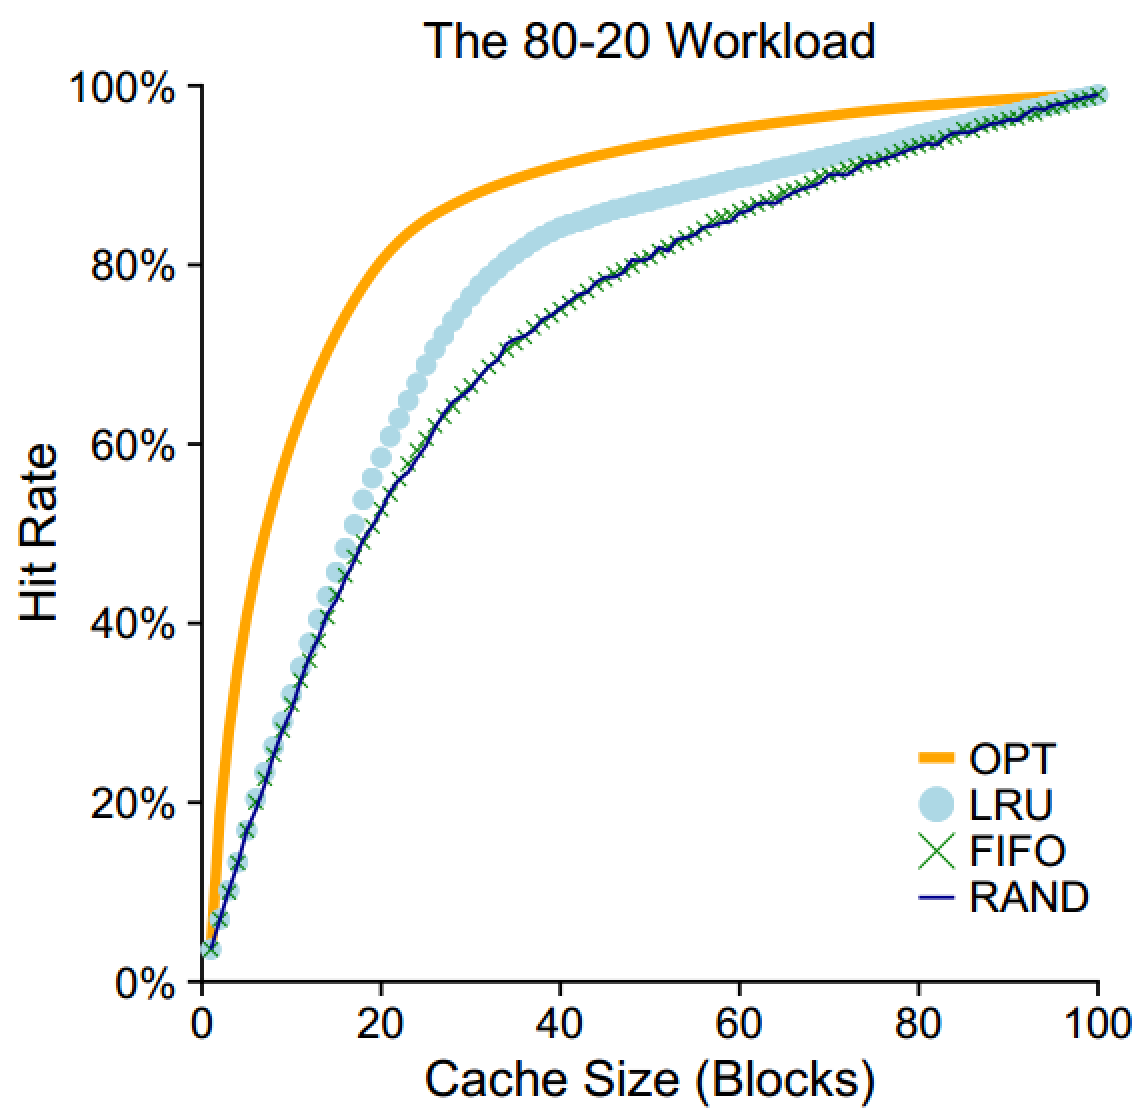 The 80-20 Workload
100%
80%
60%
40%
20%
0%
Hit Rate
0 20 40 60 80 100
Cache Size (Blocks)
OPT
LRU
FIFO
RAND